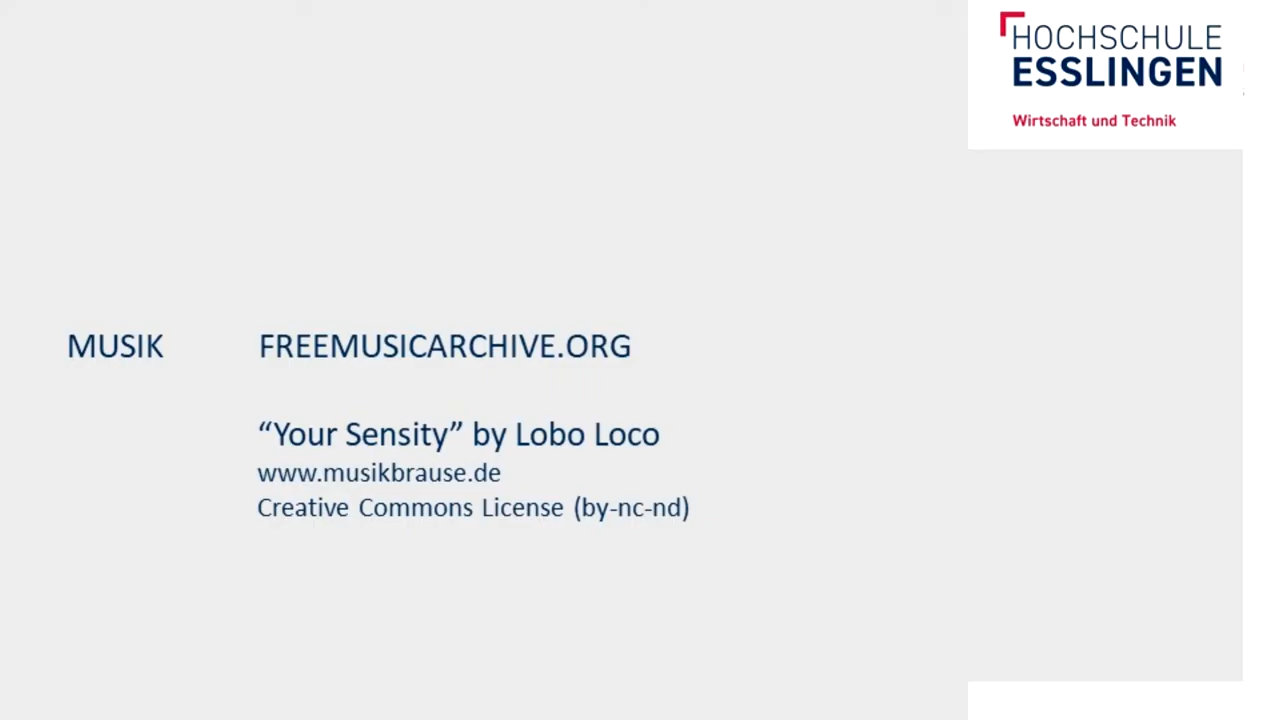 HOCHSCHULE
ESSLINGEN
Wirtschaft und Technik
MUSIK FREEMUSICARCHIVE.ORG
“Your Sensity” by Lobo Loco
www.musikbrause.de
Creative Commons License (by-nc-nd)